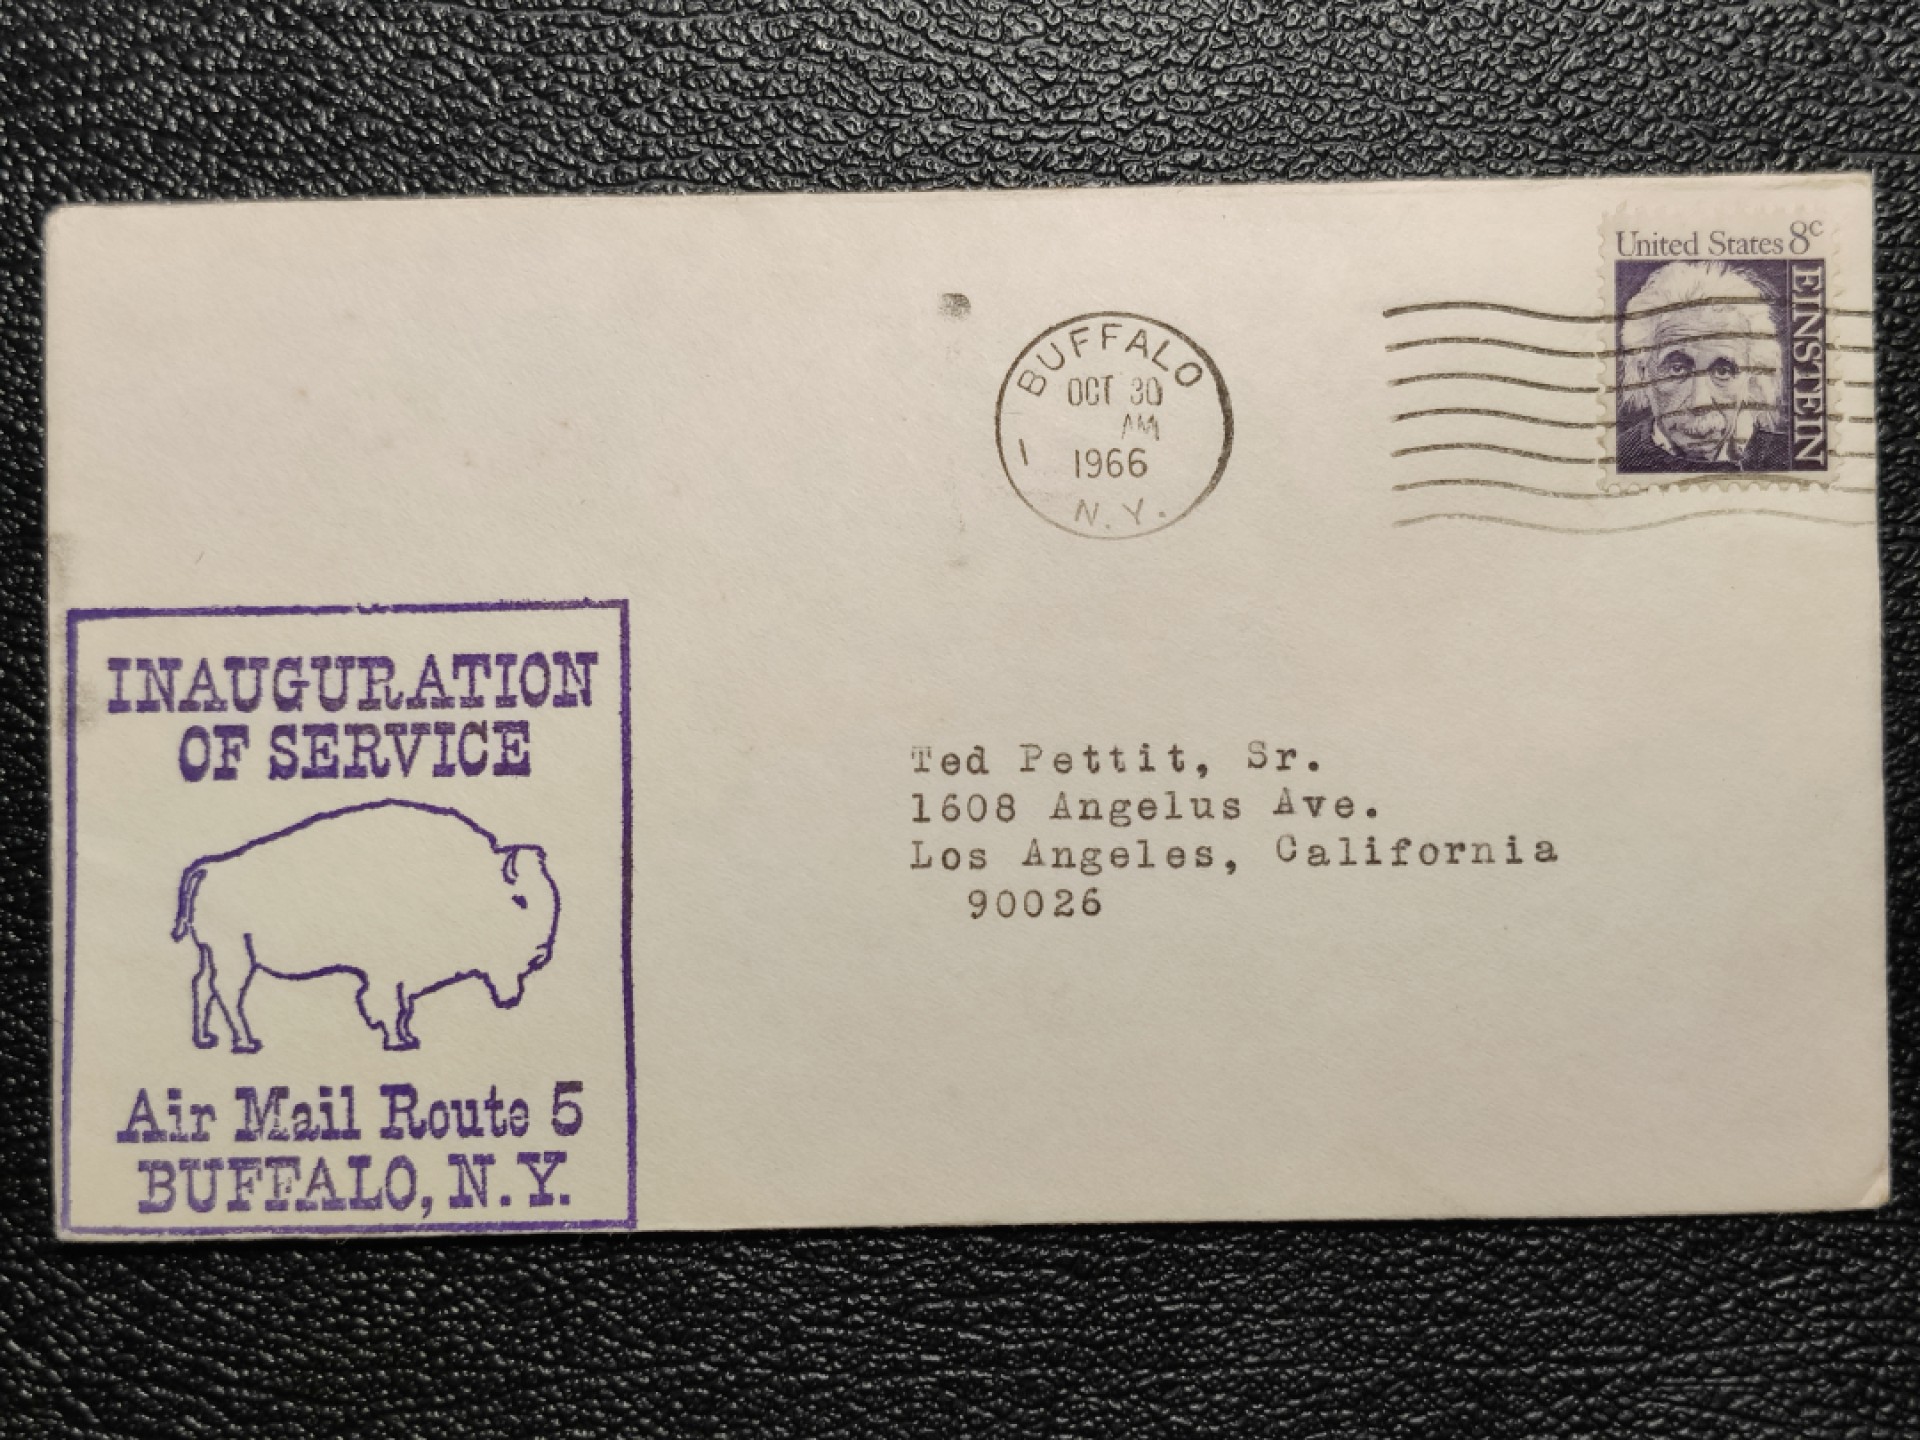 United States 8c
EINSTEIN
BUFFALO
OCT 30
AM
1
1966
N.Y.
INAUGURATION
OF SERVICE
Air Mail Route 5
BUFFALO, N.Y.
Ted Pettit, Sr.
1608 Angelus Ave.
Los Angeles, California
90026